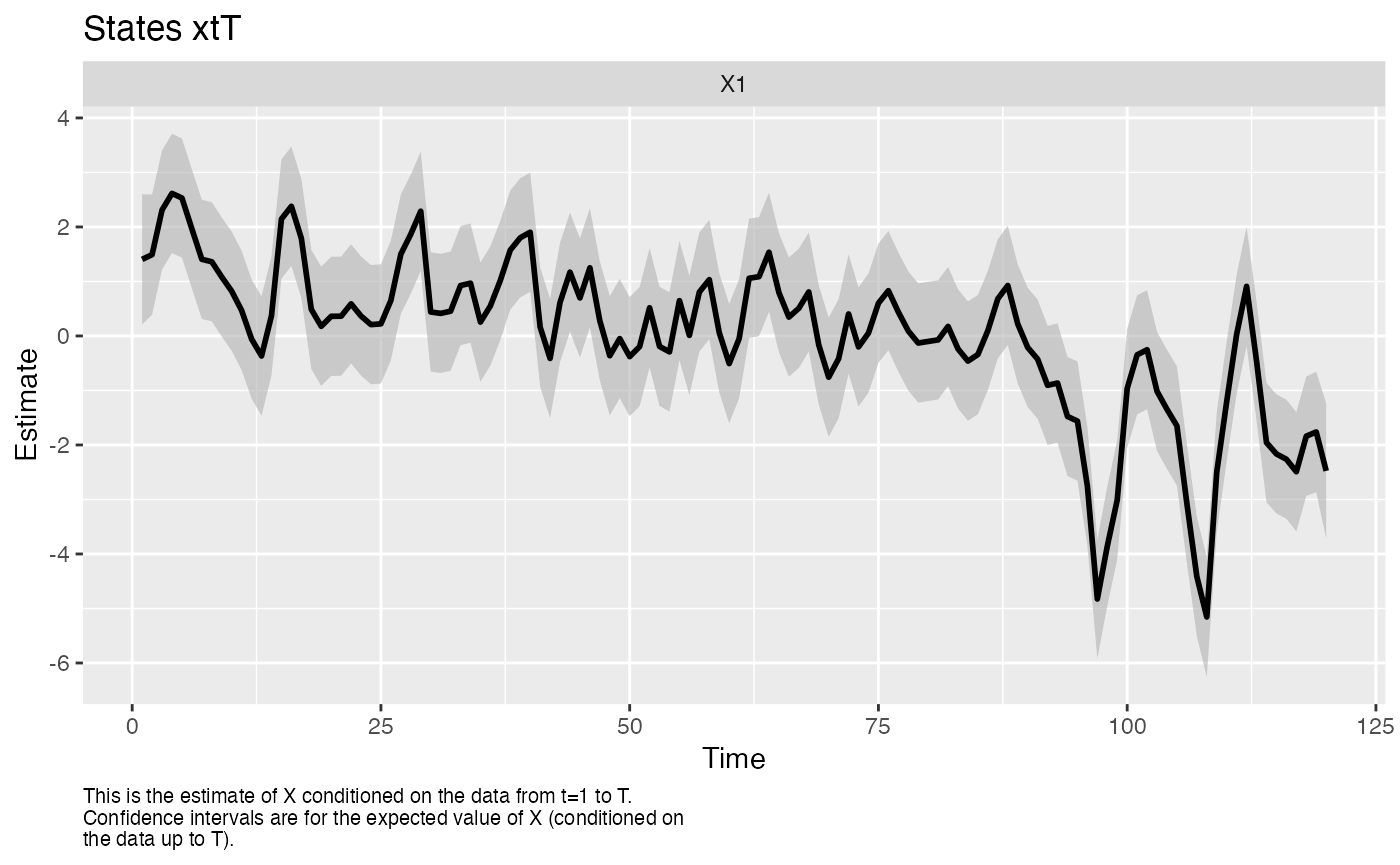 States xtT
X1
4
2
0
-2
-4
-6
Estimate
0 25 50 75 100 125
Time
This is the estimate of X conditioned on the data from t=1 to T.
Confidence intervals are for the expected value of X (conditioned on
the data up to T).